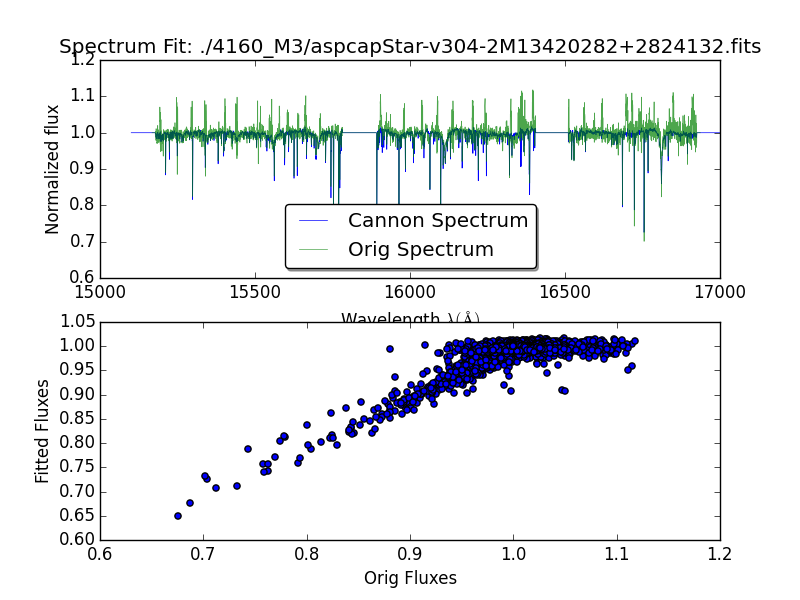 Spectrum Fit: ./4160_M3/aspcapStar-v304-2M13420282+2824132.fits
1.2
1.1
1.0
0.9
0.8
0.7
0.6
Normalized flux
Cannon Spectrum
Orig Spectrum
15000 15500 16000 16500 17000
Wavelength λ(Å)
1.05
1.00
0.95
0.90
0.85
0.80
0.75
0.70
0.65
0.60
Fitted Fluxes
0.6 0.7 0.8 0.9 1.0 1.1 1.2
Orig Fluxes